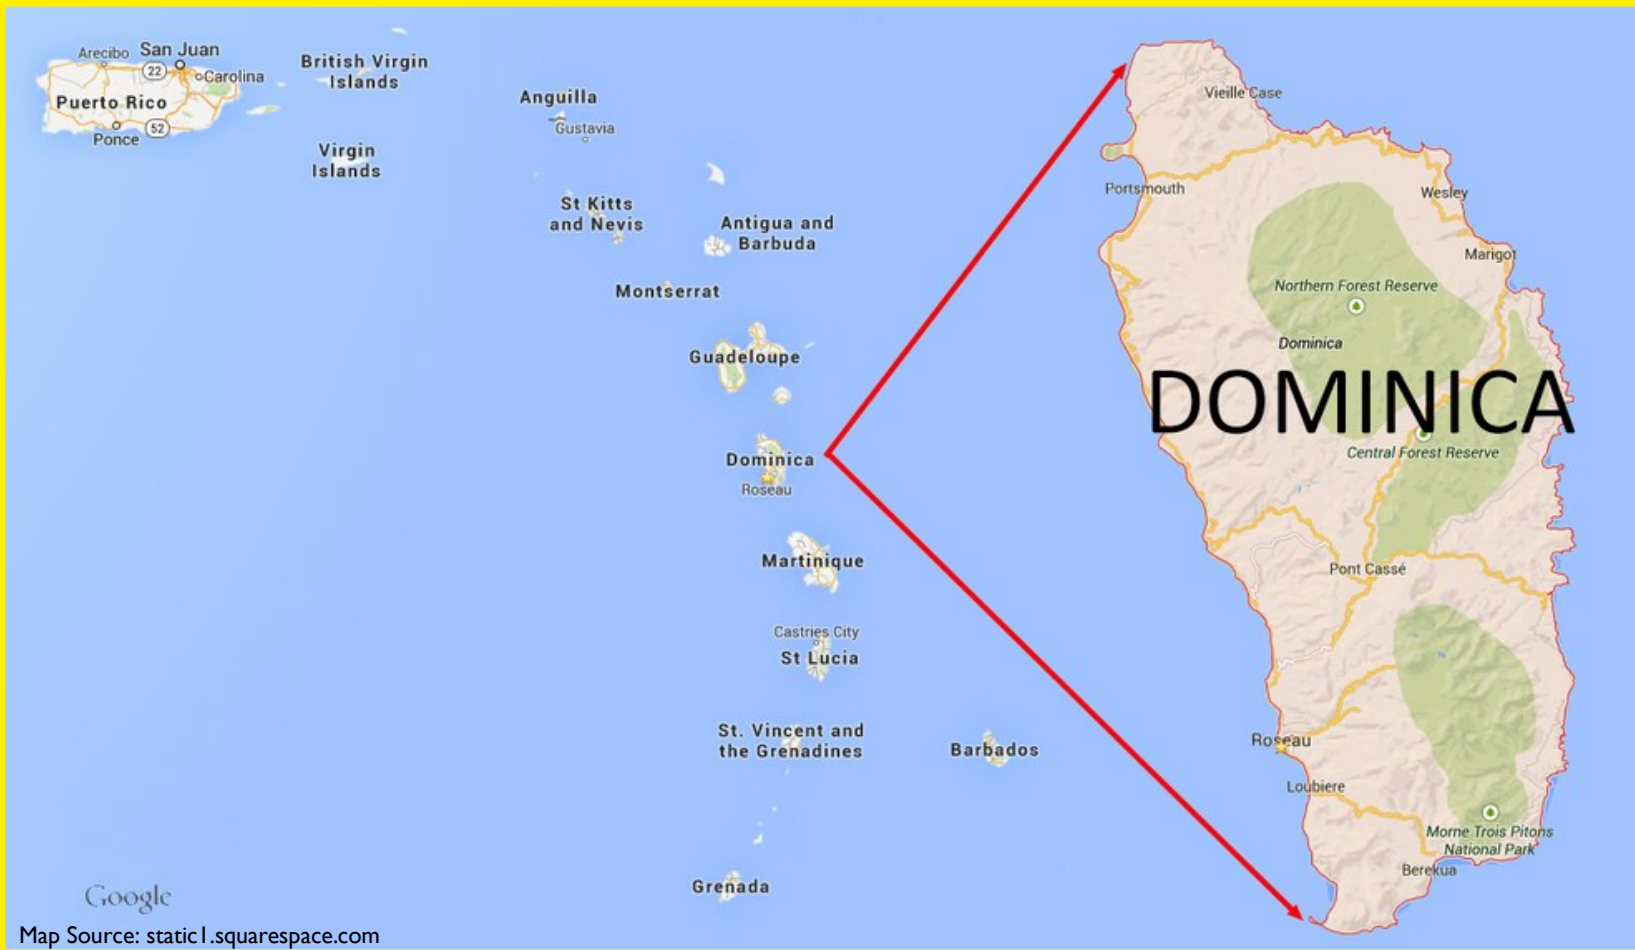 Arecibo
San Juan
22
Carolina
Puerto Rico
52
Ponce
British Virgin
Islands
Virgin
Islands
Anguilla
Gustavia
St Kitts
and Nevis
Antigua and
Barbuda
Montserrat
Guadeloupe
Dominica
Roseau
Martinique
Castries City
St Lucia
St. Vincent and
the Grenadines
Barbados
Grenada
Vieille Case
Portsmouth
Wesley
Marigot
Northern Forest Reserve
Dominica
DOMINICA
Central Forest Reserve
Pont Cassé
Roseau
Loubiere
Morne Trois Pitons
National Park
Berekua
Google
Map Source: static1.squarespace.com